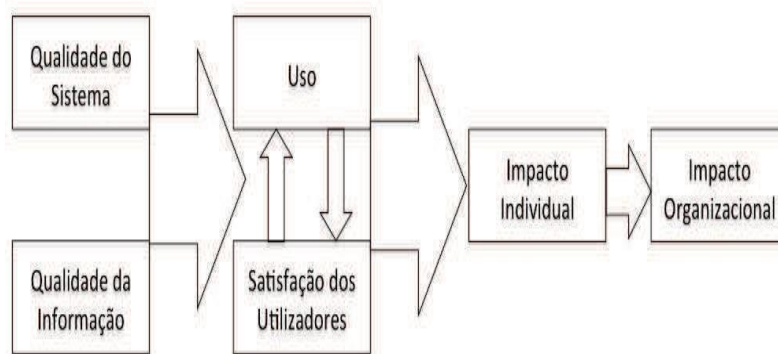 Qualidade do
Sistema
Uso
Impacto
Individual
Impacto
Organizacional
Qualidade da
Informação
Satisfação dos
Utilizadores